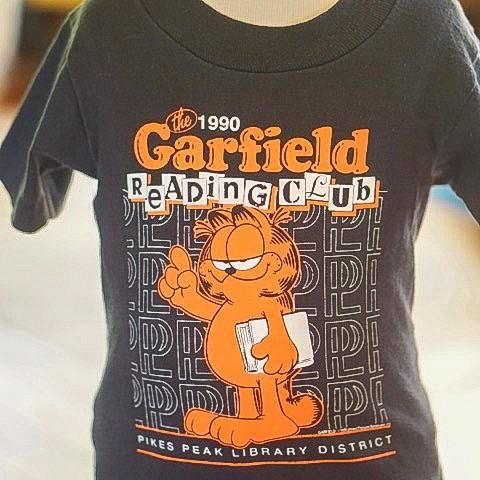 the 1990
Garfield
ReADiNG CLub
PIKES PEAK LIBRARY DISTRICT